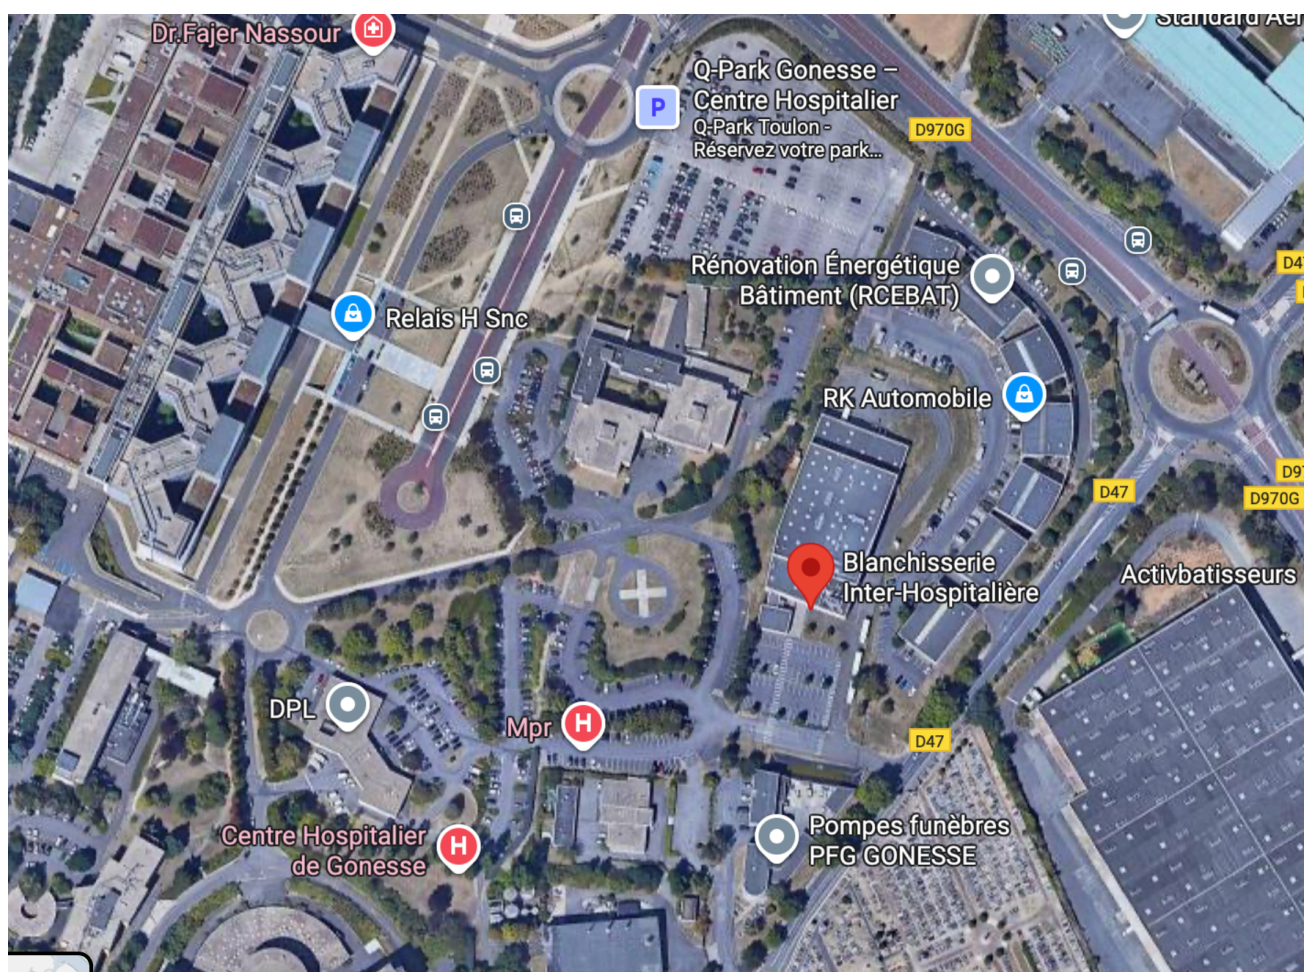 Dr.Fajer Nassour
Q-Park Gonesse –
Centre Hospitalier
Q-Park Toulon -
Réservez votre park...
P
D970G
Rénovation Énergétique
Bâtiment (RCEBAT)
Relais H Snc
RK Automobile
D47
D970G
Blanchisserie
Inter-Hospitalière
Activbatisseurs
DPL
Mpr
H
D47
Centre Hospitalier
de Gonesse
H
Pompes funèbres
PFG GONESSE